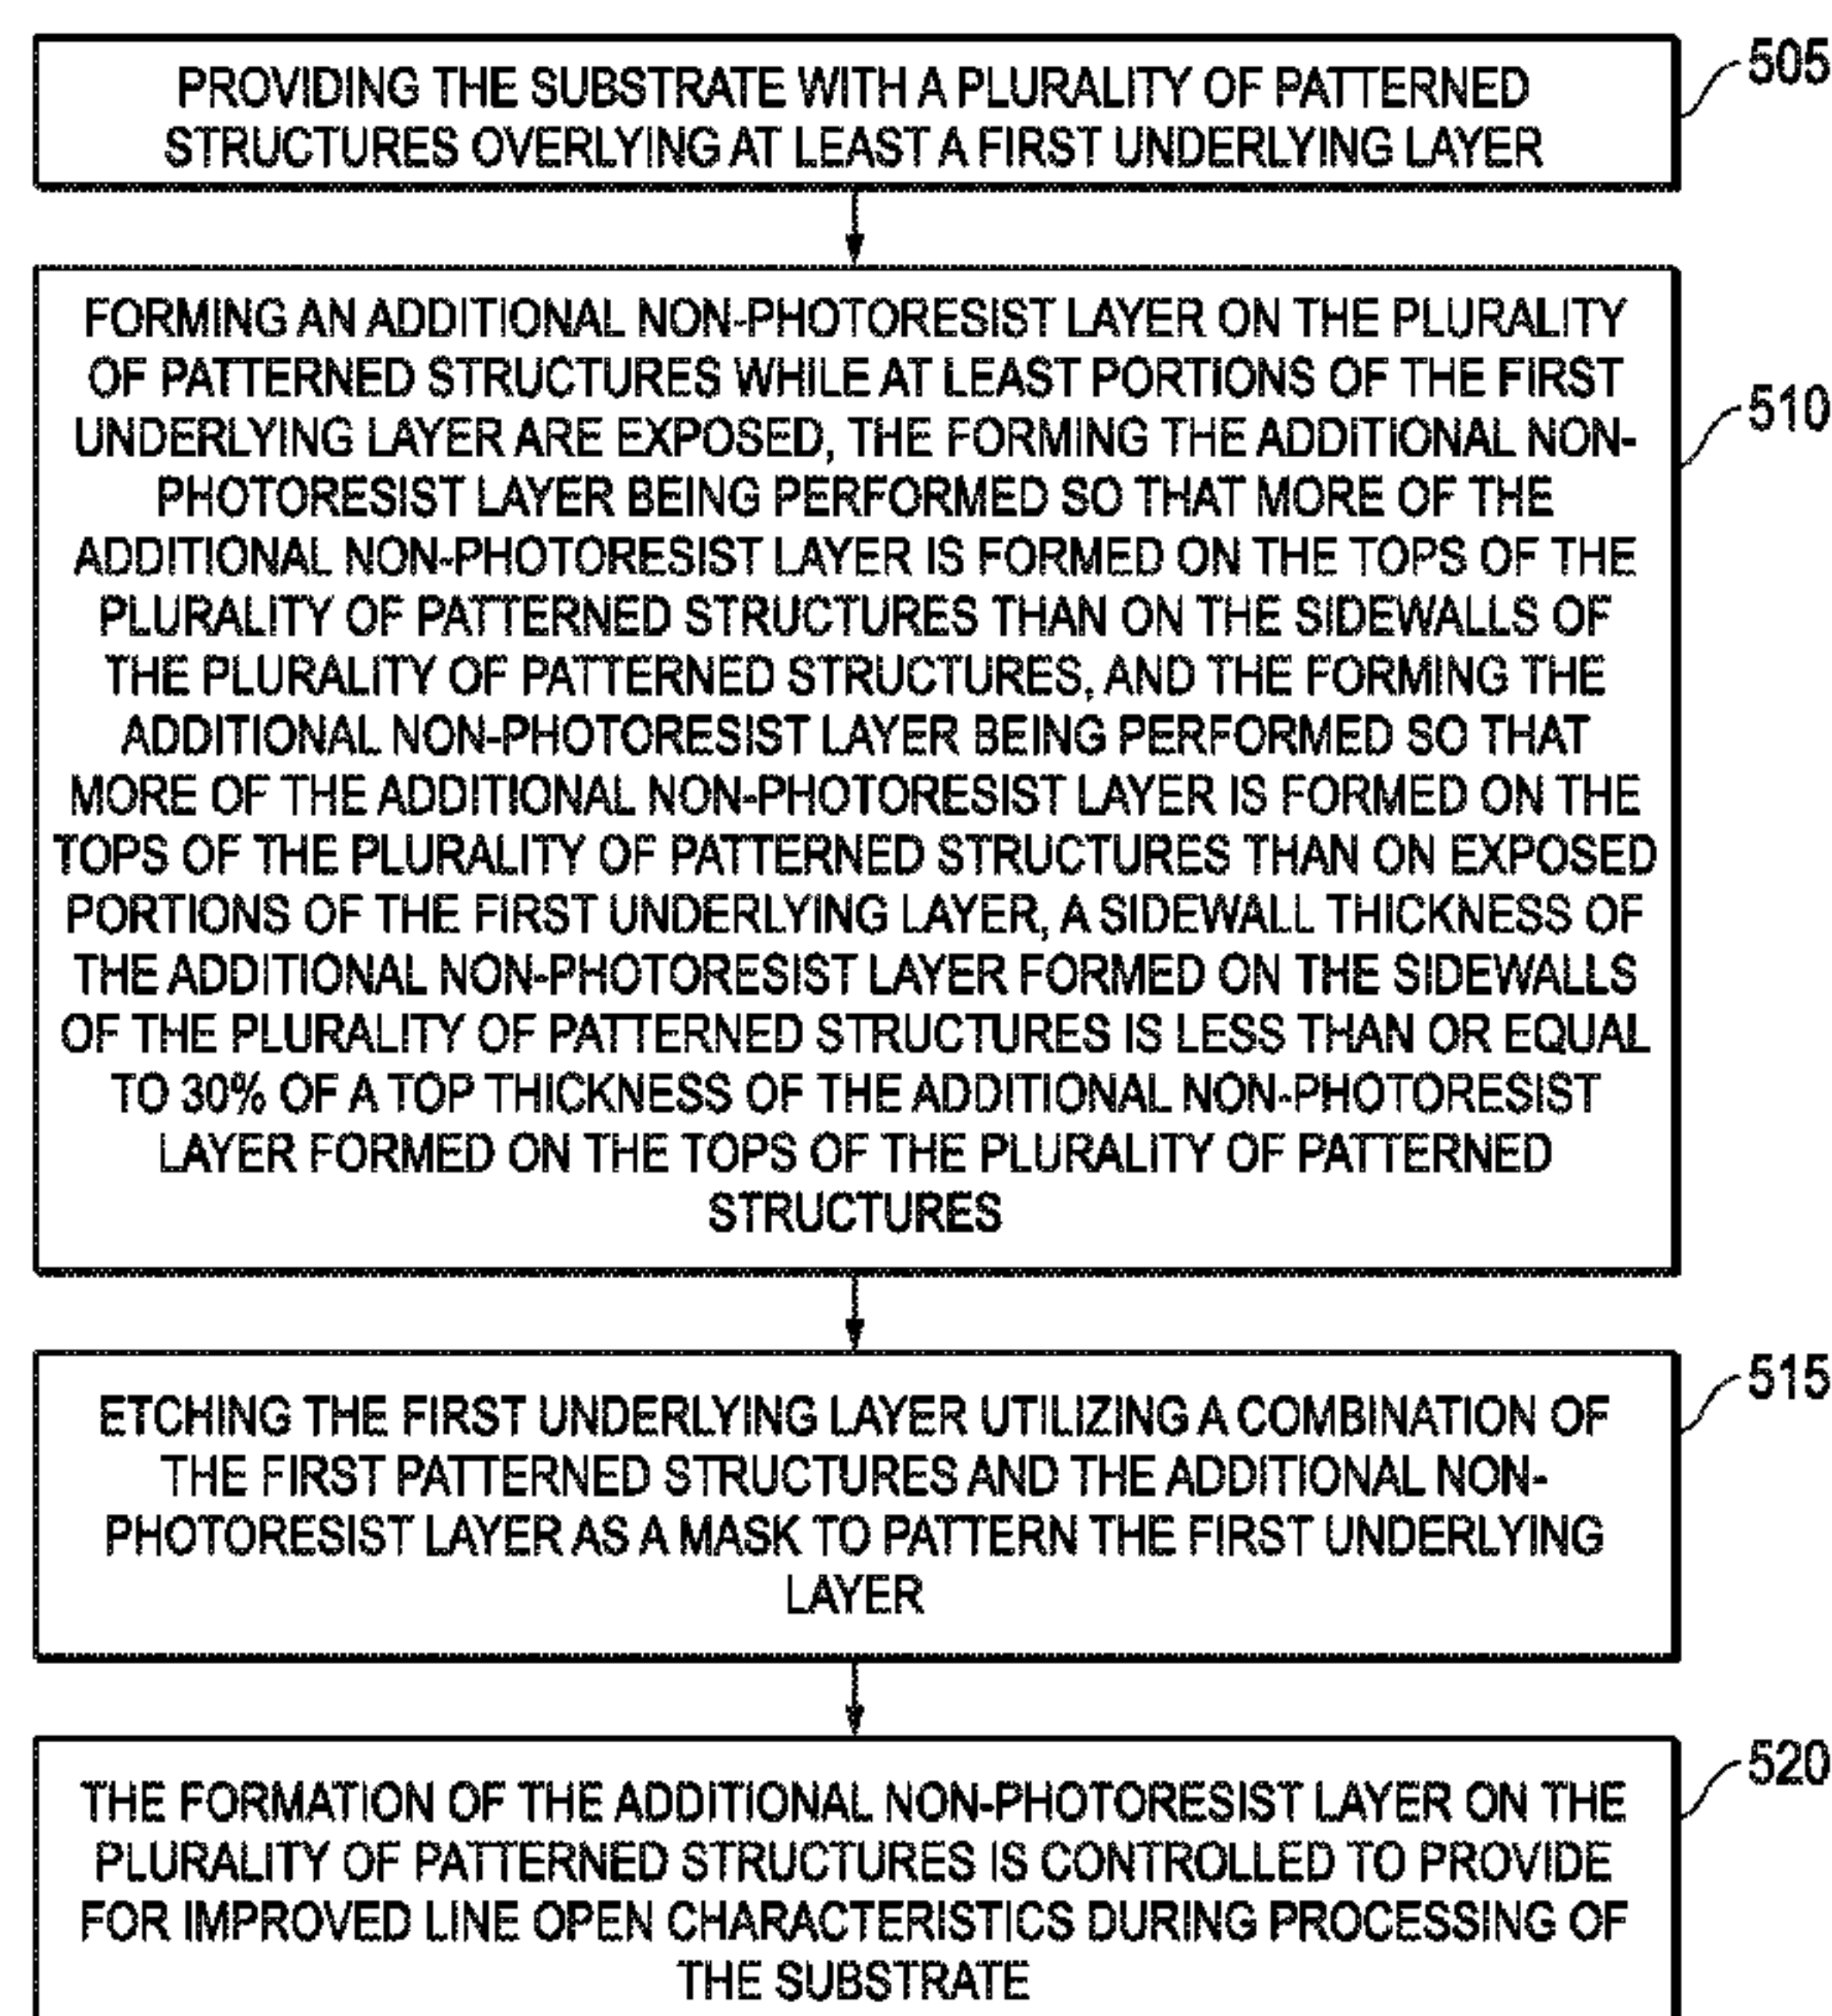 PROVIDING THE SUBSTRATE WITH A PLURALITY OF PATTERNED
STRUCTURES OVERLYING AT LEAST A FIRST UNDERLYING LAYER
505
FORMING AN ADDITIONAL NON-PHOTORESIST LAYER ON THE PLURALITY
OF PATTERNED STRUCTURES WHILE AT LEAST PORTIONS OF THE FIRST
UNDERLYING LAYER ARE EXPOSED, THE FORMING THE ADDITIONAL NON-
PHOTORESIST LAYER BEING PERFORMED SO THAT MORE OF THE
ADDITIONAL NON-PHOTORESIST LAYER IS FORMED ON THE TOPS OF THE
PLURALITY OF PATTERNED STRUCTURES THAN ON THE SIDEWALLS OF
THE PLURALITY OF PATTERNED STRUCTURES, AND THE FORMING THE
ADDITIONAL NON-PHOTORESIST LAYER BEING PERFORMED SO THAT
MORE OF THE ADDITIONAL NON-PHOTORESIST LAYER IS FORMED ON THE
TOPS OF THE PLURALITY OF PATTERNED STRUCTURES THAN ON EXPOSED
PORTIONS OF THE FIRST UNDERLYING LAYER, A SIDEWALL THICKNESS OF
THE ADDITIONAL NON-PHOTORESIST LAYER FORMED ON THE SIDEWALLS
OF THE PLURALITY OF PATTERNED STRUCTURES IS LESS THAN OR EQUAL
TO 30% OF A TOP THICKNESS OF THE ADDITIONAL NON-PHOTORESIST
LAYER FORMED ON THE TOPS OF THE PLURALITY OF PATTERNED
STRUCTURES
510
ETCHING THE FIRST UNDERLYING LAYER UTILIZING A COMBINATION OF
THE FIRST PATTERNED STRUCTURES AND THE ADDITIONAL NON-
PHOTORESIST LAYER AS A MASK TO PATTERN THE FIRST UNDERLYING
LAYER
515
THE FORMATION OF THE ADDITIONAL NON-PHOTORESIST LAYER ON THE
PLURALITY OF PATTERNED STRUCTURES IS CONTROLLED TO PROVIDE
FOR IMPROVED LINE OPEN CHARACTERISTICS DURING PROCESSING OF
THE SUBSTRATE
520